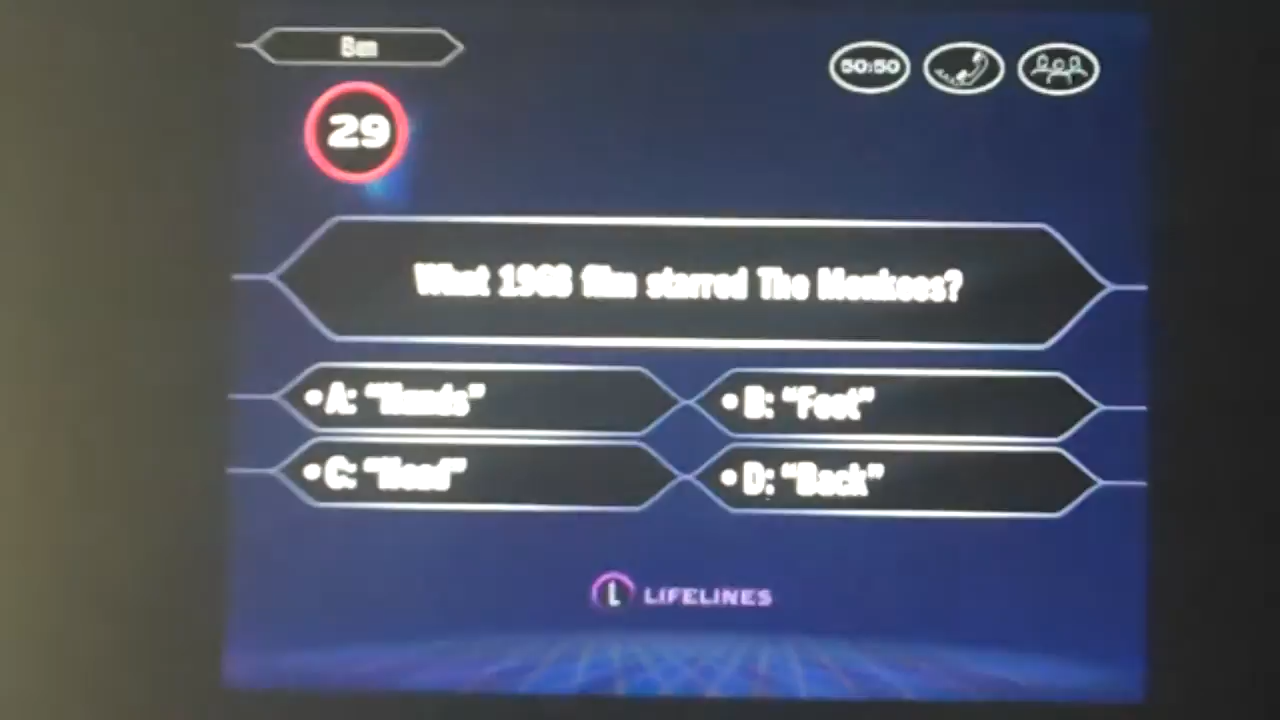 Ben
50:50
29
What 1968 film starred The Monkees?
• A: “Hands”
• B: “Feet”
• C: “Head”
• D: “Back”
L LIFELINES